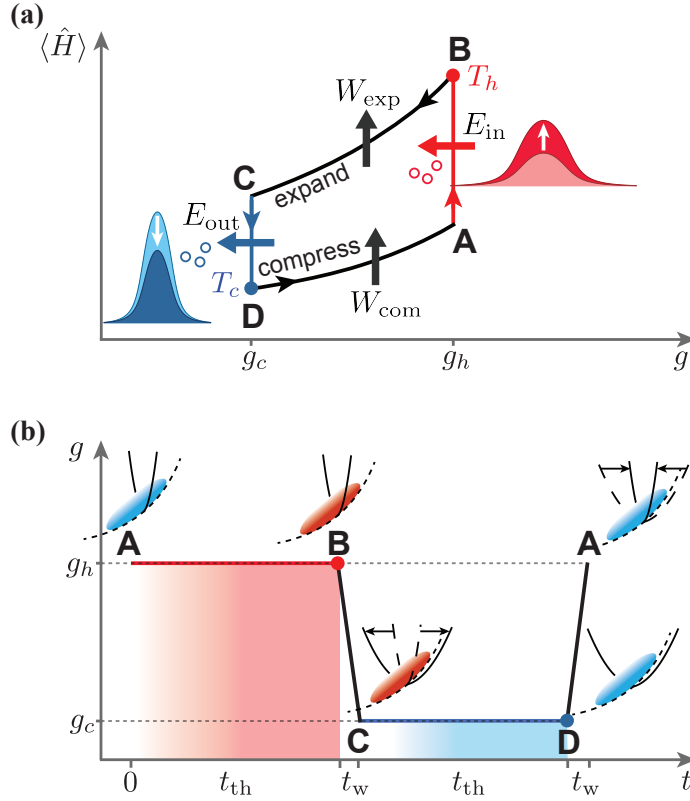 (a)
⟨Ĥ⟩
B
T_h
W_exp
E_in
C
expand
E_out
compress
A
T_c
D
W_com
g_c
g_h
g
(b)
g
A
B
A
g_h
g_c
C
D
0
t_th
t_w
t_th
t_w
t